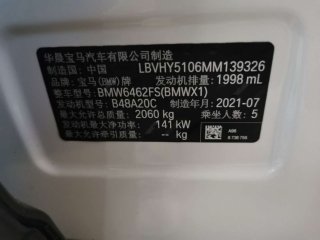 华晨宝马汽车有限公司制造
制造国: 中国 LBVHY5106MM139326
品牌: 宝马(BMW)牌 发动机排量: 1998 mL
整车型号: BMW6462FS(BMWX1)
发动机型号: B48A20C 制造年月: 2021-07
最大允许总质量: 2060 kg 乘坐人数: 5
发动机最大净功率: 141 kW
最大允许牵引质量: -- kg